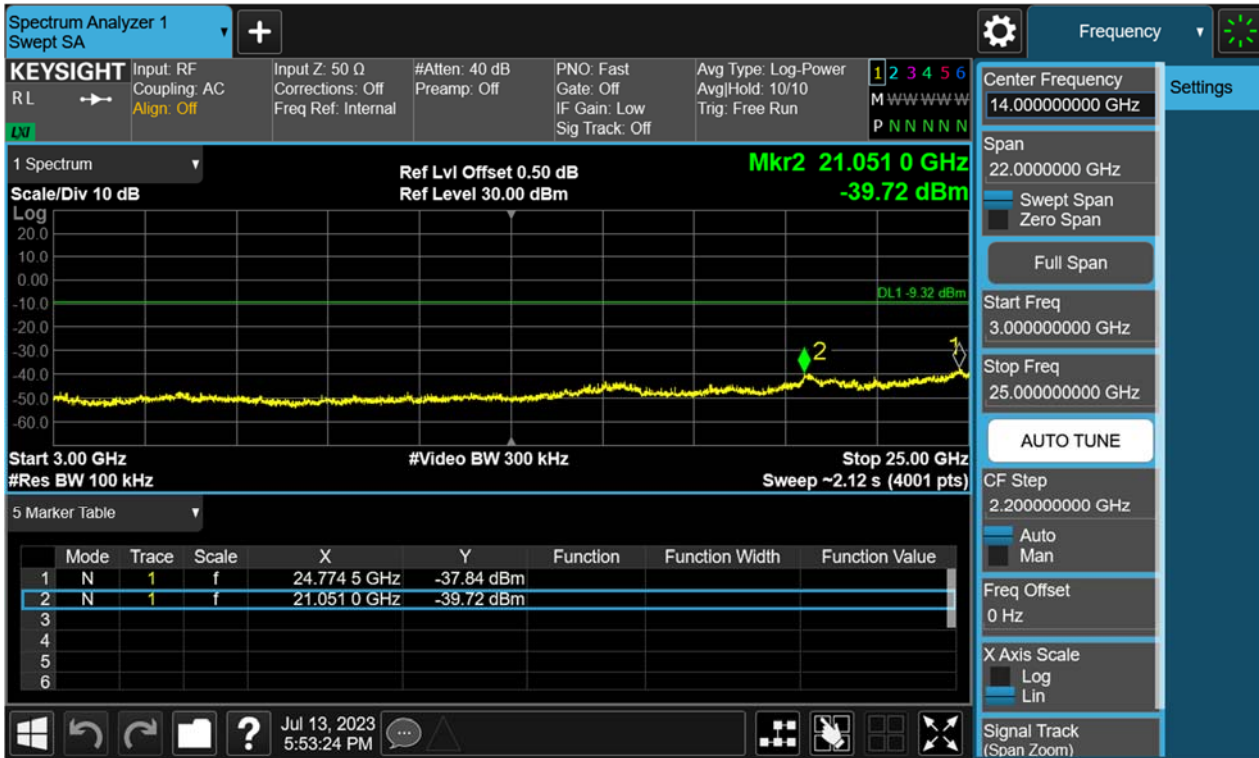 Spectrum Analyzer 1
Swept SA
+
Frequency
KEYSIGHT
RL
LXI
Input: RF
Coupling: AC
Align: Off
Input Z: 50 Ω
Corrections: Off
Freq Ref: Internal
#Atten: 40 dB
Preamp: Off
PNO: Fast
Gate: Off
IF Gain: Low
Sig Track: Off
Avg Type: Log-Power
Avg|Hold: 10/10
Trig: Free Run
1 2 3 4 5 6
M W W W W W
P N N N N N
1 Spectrum
Scale/Div 10 dB
Ref Lvl Offset 0.50 dB
Ref Level 30.00 dBm
Mkr2 21.051 0 GHz
-39.72 dBm
Log
20.0
10.0
0.00
-10.0
-20.0
-30.0
-40.0
-50.0
-60.0
DL1 -9.32 dBm
2
1
Start 3.00 GHz
#Res BW 100 kHz
#Video BW 300 kHz
Stop 25.00 GHz
Sweep ~2.12 s (4001 pts)
5 Marker Table
Mode Trace Scale X Y Function Function Width Function Value
1 N 1 f 24.774 5 GHz -37.84 dBm
2 N 1 f 21.051 0 GHz -39.72 dBm
3
4
5
6
?
Jul 13, 2023
5:53:24 PM
Center Frequency
14.000000000 GHz
Settings
Span
22.0000000 GHz
Swept Span
Zero Span
Full Span
Start Freq
3.000000000 GHz
Stop Freq
25.000000000 GHz
AUTO TUNE
CF Step
2.200000000 GHz
Auto
Man
Freq Offset
0 Hz
X Axis Scale
Log
Lin
Signal Track
(Span Zoom)